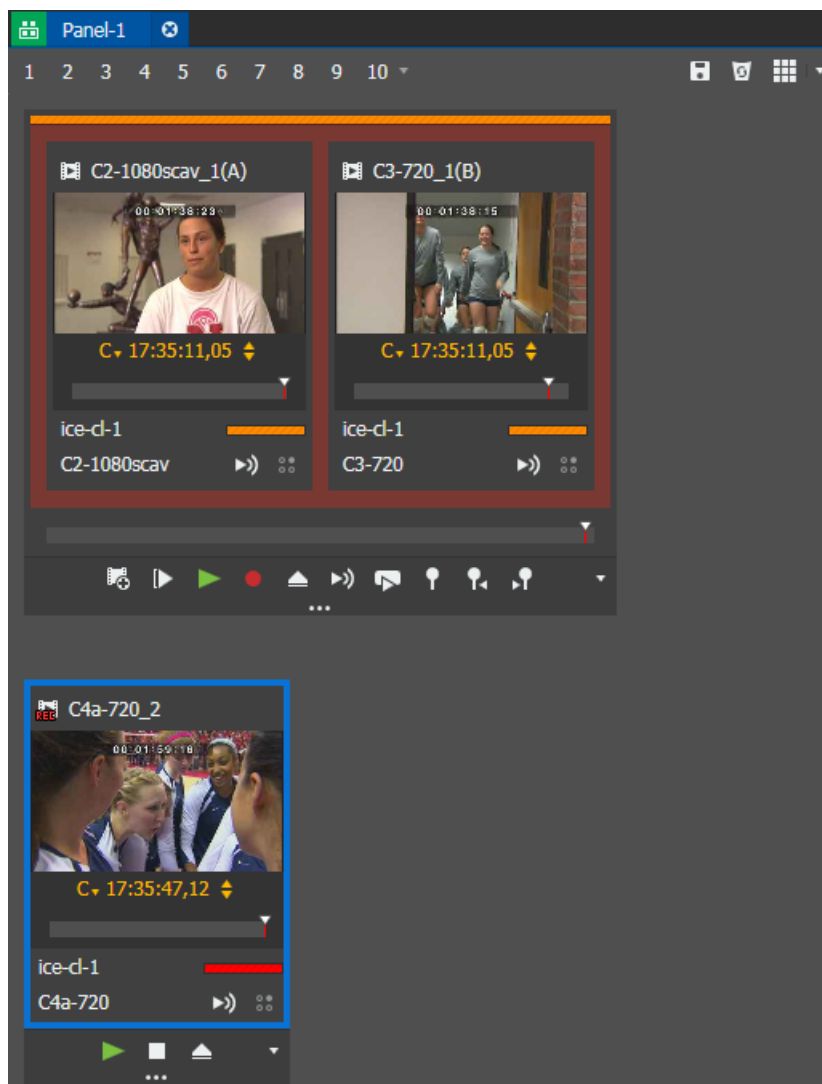 Panel-1
1 2 3 4 5 6 7 8 9 10
C2-1080scav_1(A)
00:01:38:23
C 17:35:11,05
ice-cl-1
C2-1080scav
C3-720_1(B)
00:01:38:15
C 17:35:11,05
ice-cl-1
C3-720
REC C4a-720_2
00:01:59:18
C 17:35:47,12
ice-cl-1
C4a-720